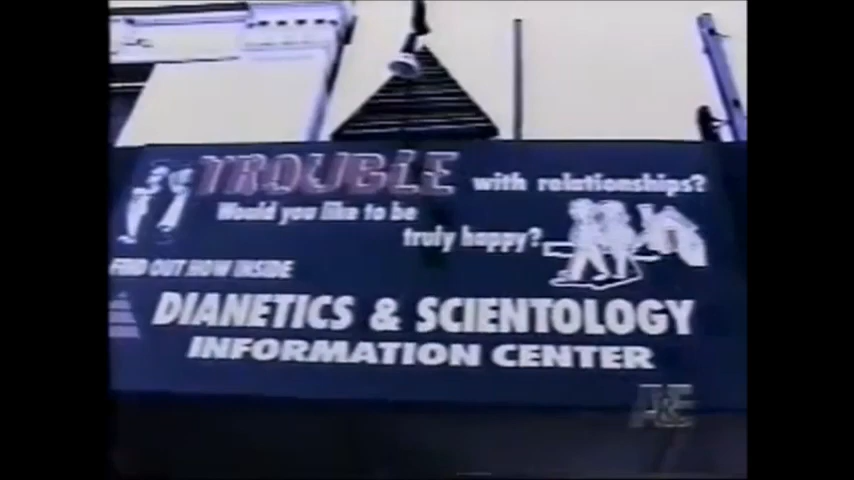 TROUBLE with relationships?
Would you like to be
truly happy?
FIND OUT HOW INSIDE
DIANETICS & SCIENTOLOGY
INFORMATION CENTER
A&E